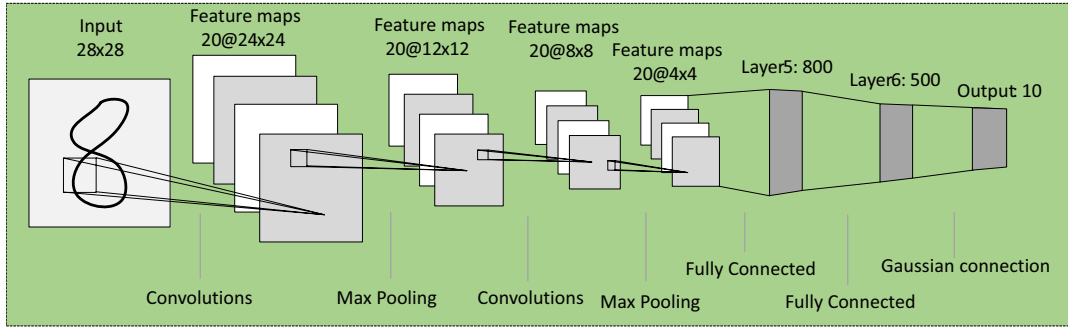 Input
28x28
Feature maps
20@24x24
Feature maps
20@12x12
Feature maps
20@8x8
Feature maps
20@4x4
Layer5: 800
Layer6: 500
Output: 10
8
Convolutions
Max Pooling
Convolutions
Max Pooling
Fully Connected
Fully Connected
Gaussian connection